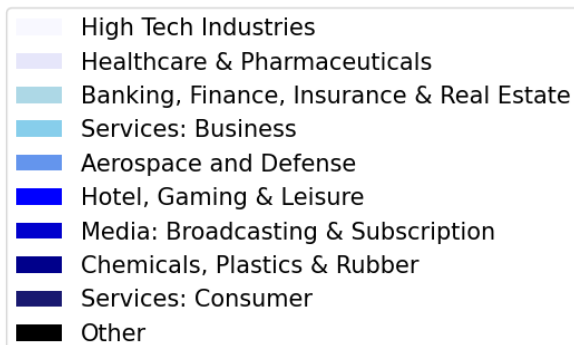 High Tech Industries
Healthcare & Pharmaceuticals
Banking, Finance, Insurance & Real Estate
Services: Business
Aerospace and Defense
Hotel, Gaming & Leisure
Media: Broadcasting & Subscription
Chemicals, Plastics & Rubber
Services: Consumer
Other